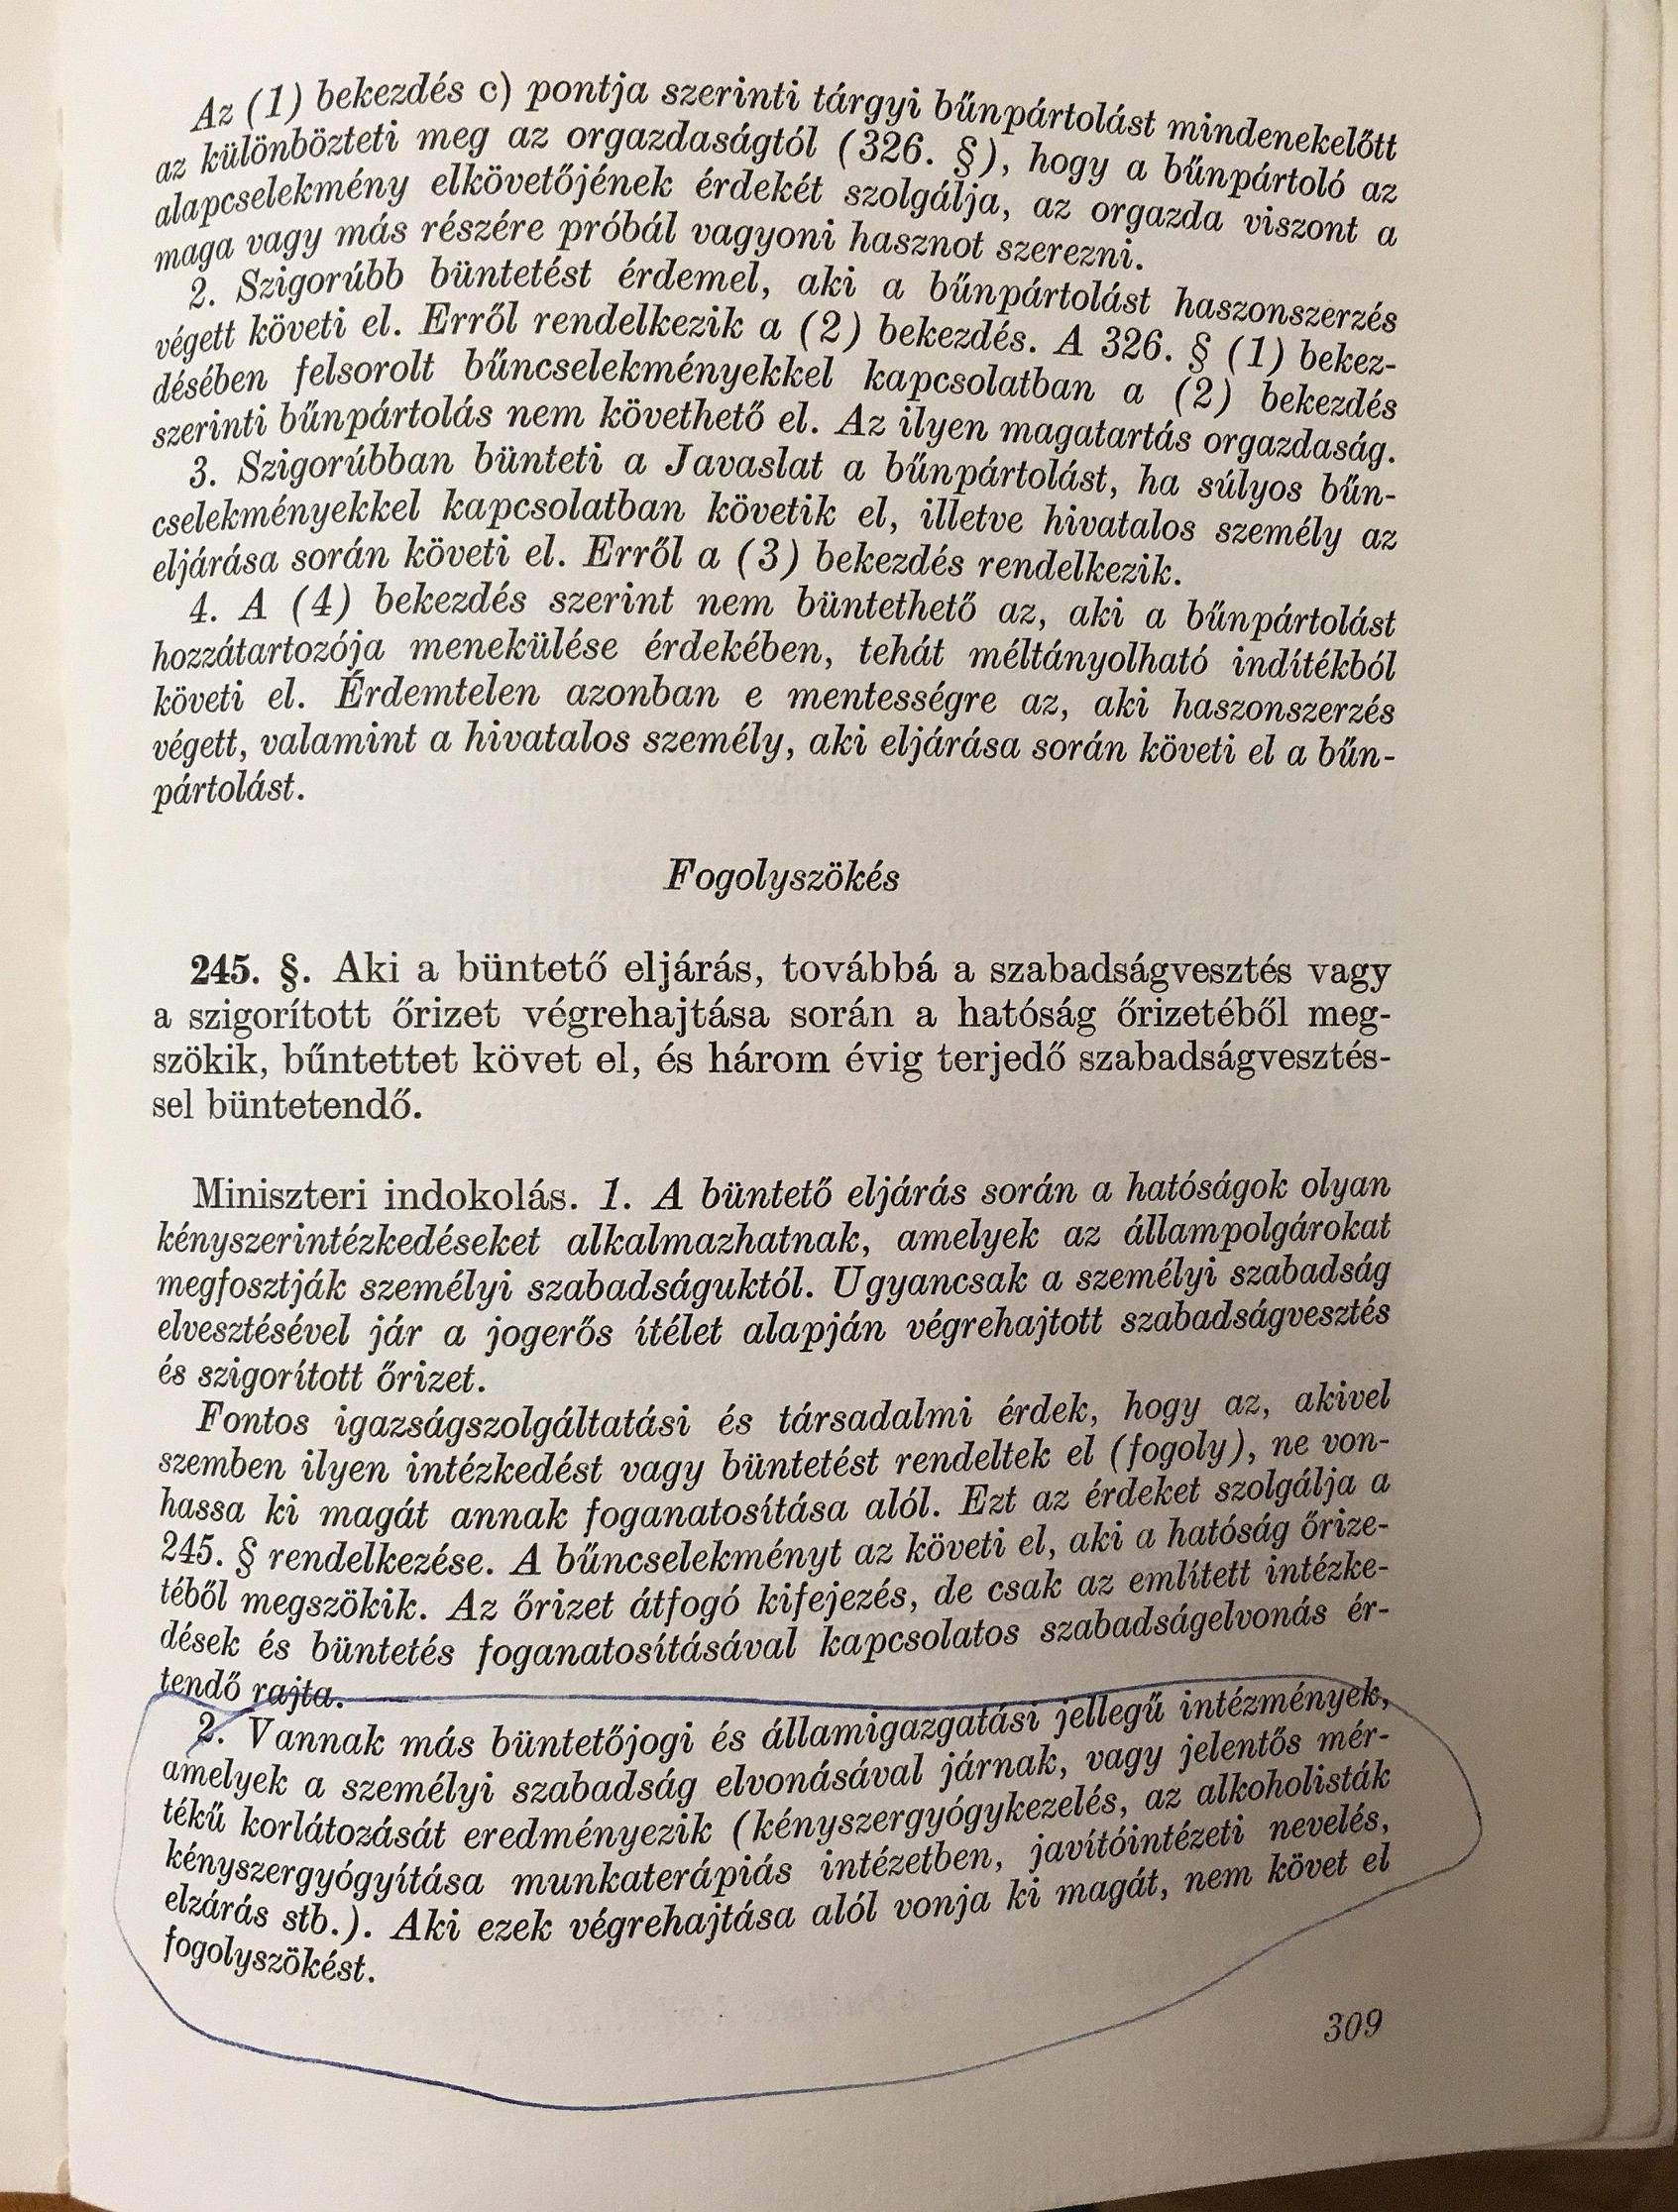 Az (1) bekezdés c) pontja szerinti tárgyi bűnpártolást mindenekelőtt
az különbözteti meg az orgazdaságtól (326. §), hogy a bűnpártoló az
alapcselekmény elkövetőjének érdekét szolgálja, az orgazda viszont a
maga vagy más részére próbál vagyoni hasznot szerezni.
2. Szigorúbb büntetést érdemel, aki a bűnpártolást haszonszerzés
végett követi el. Erről rendelkezik a (2) bekezdés. A 326. § (1) bekez-
désében felsorolt bűncselekményekkel kapcsolatban a (2) bekezdés
szerinti bűnpártolás nem követhető el. Az ilyen magatartás orgazdaság.
3. Szigorúbban bünteti a Javaslat a bűnpártolást, ha súlyos bűn-
cselekményekkel kapcsolatban követik el, illetve hivatalos személy az
eljárása során követi el. Erről a (3) bekezdés rendelkezik.
4. A (4) bekezdés szerint nem büntethető az, aki a bűnpártolást
hozzátartozója menekülése érdekében, tehát méltányolható indítékból
követi el. Érdemtelen azonban e mentességre az, aki haszonszerzés
végett, valamint a hivatalos személy, aki eljárása során követi el a bűn-
pártolást.
Fogolyszökés
245. §. Aki a büntető eljárás, továbbá a szabadságvesztés vagy
a szigorított őrizet végrehajtása során a hatóság őrizetéből meg-
szökik, bűntettet követ el, és három évig terjedő szabadságvesztés-
sel büntetendő.
Miniszteri indokolás. 1. A büntető eljárás során a hatóságok olyan
kényszerintézkedéseket alkalmazhatnak, amelyek az állampolgárokat
megfosztják személyi szabadságuktól. Ugyancsak a személyi szabadság
elvesztésével jár a jogerős ítélet alapján végrehajtott szabadságvesztés
és szigorított őrizet.
Fontos igazságszolgáltatási és társadalmi érdek, hogy az, akivel
szemben ilyen intézkedést vagy büntetést rendeltek el (fogoly), ne von-
hassa ki magát annak foganatosítása alól. Ezt az érdeket szolgálja a
245. § rendelkezése. A bűncselekményt az követi el, aki a hatóság őrize-
téből megszökik. Az őrizet átfogó kifejezés, de csak az említett intézke-
dések és büntetés foganatosításával kapcsolatos szabadságelvonás ér-
tendő rajta.
2. Vannak más büntetőjogi és államigazgatási jellegű intézmények,
amelyek a személyi szabadság elvonásával járnak, vagy jelentős mér-
tékű korlátozását eredményezik (kényszergyógykezelés, az alkoholisták
kényszergyógyítása munkaterápiás intézetben, javítóintézeti nevelés,
elzárás stb.). Aki ezek végrehajtása alól vonja ki magát, nem követ el
fogolyszökést.
309